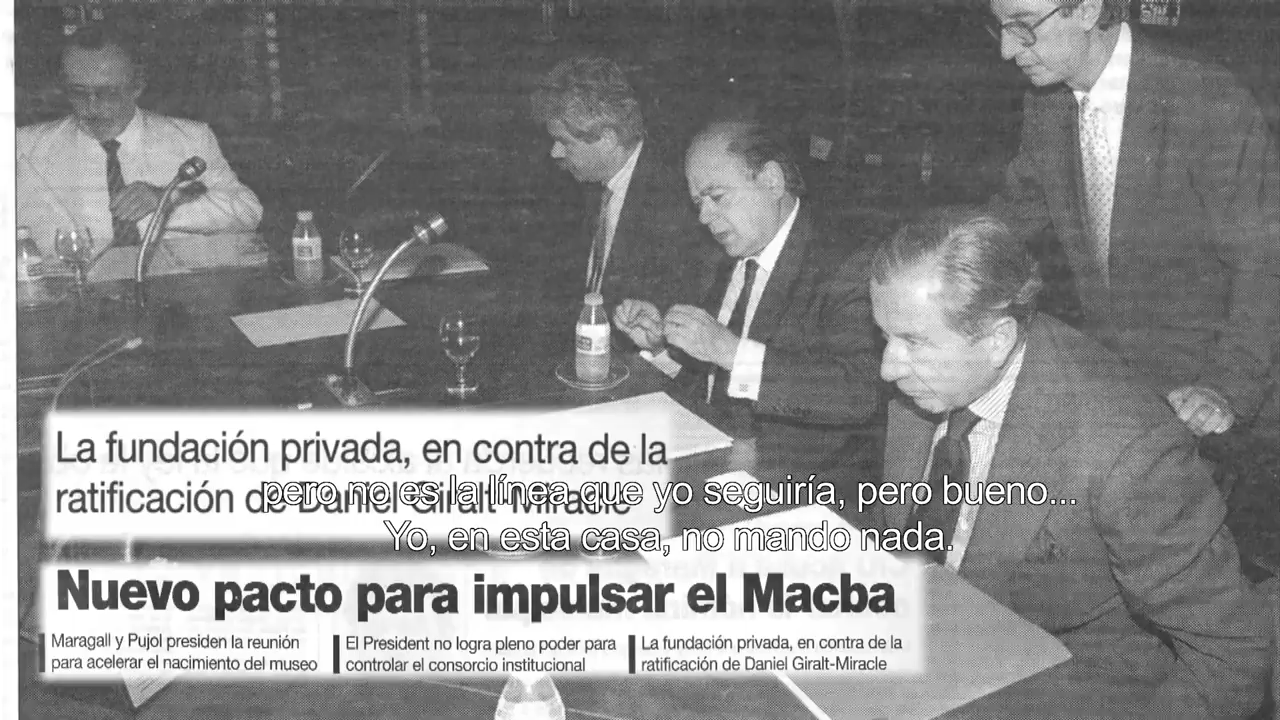 La fundación privada, en contra de la
ratificación de Daniel Giralt-Miracle
pero no es la línea que yo seguiría, pero bueno...
Yo, en esta casa, no mando nada.
Nuevo pacto para impulsar el Macba
Maragall y Pujol presiden la reunión
para acelerar el nacimiento del museo
El President no logra pleno poder para
controlar el consorcio institucional
La fundación privada, en contra de la
ratificación de Daniel Giralt-Miracle